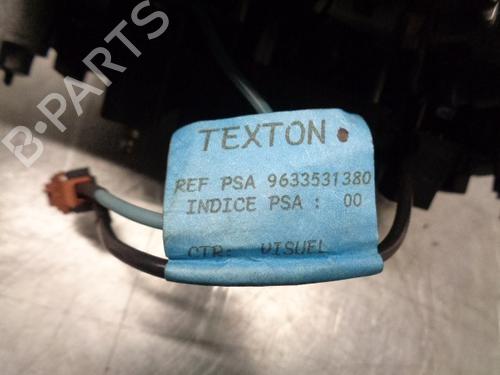 B-PARTS
TEXTON
REF PSA 9633531380
INDICE PSA : 00
CTR: VISUEL